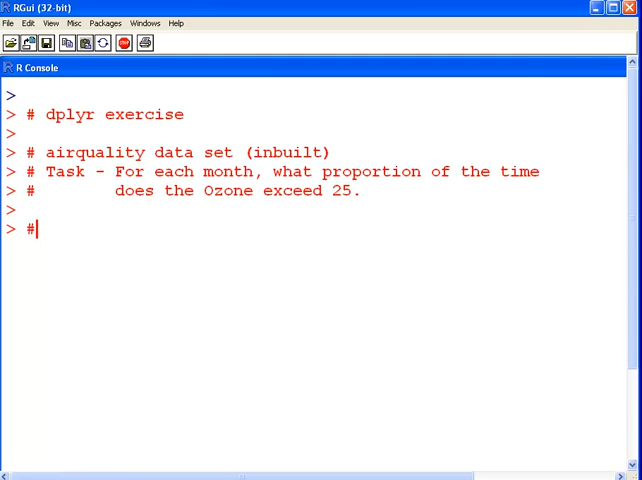 RGui (32-bit)
File Edit View Misc Packages Windows Help
STOP
R Console
>
> # dplyr exercise
>
> # airquality data set (inbuilt)
> # Task - For each month, what proportion of the time
> #        does the Ozone exceed 25.
>
> #